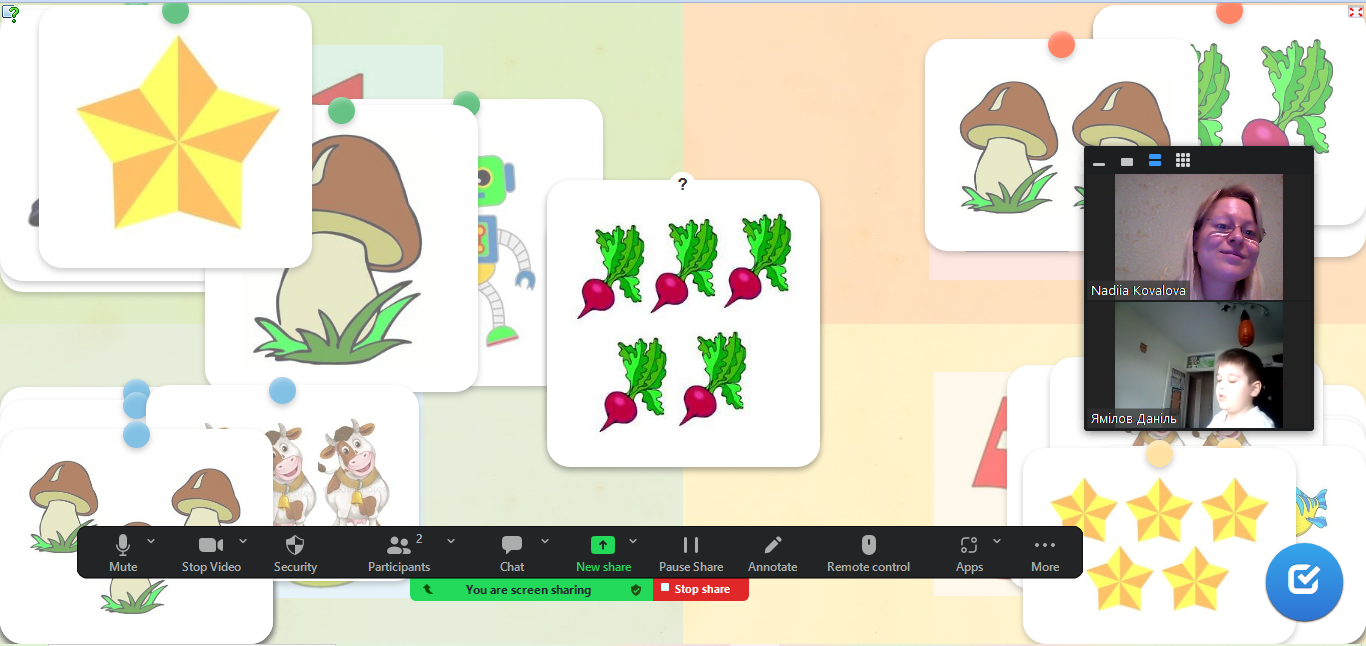 ?
?
Nadiia Kovalova
Ямілов Даніль
2
Mute
Stop Video
Security
Participants
Chat
New share
Pause Share
Annotate
Remote control
Apps
More
You are screen sharing
Stop share